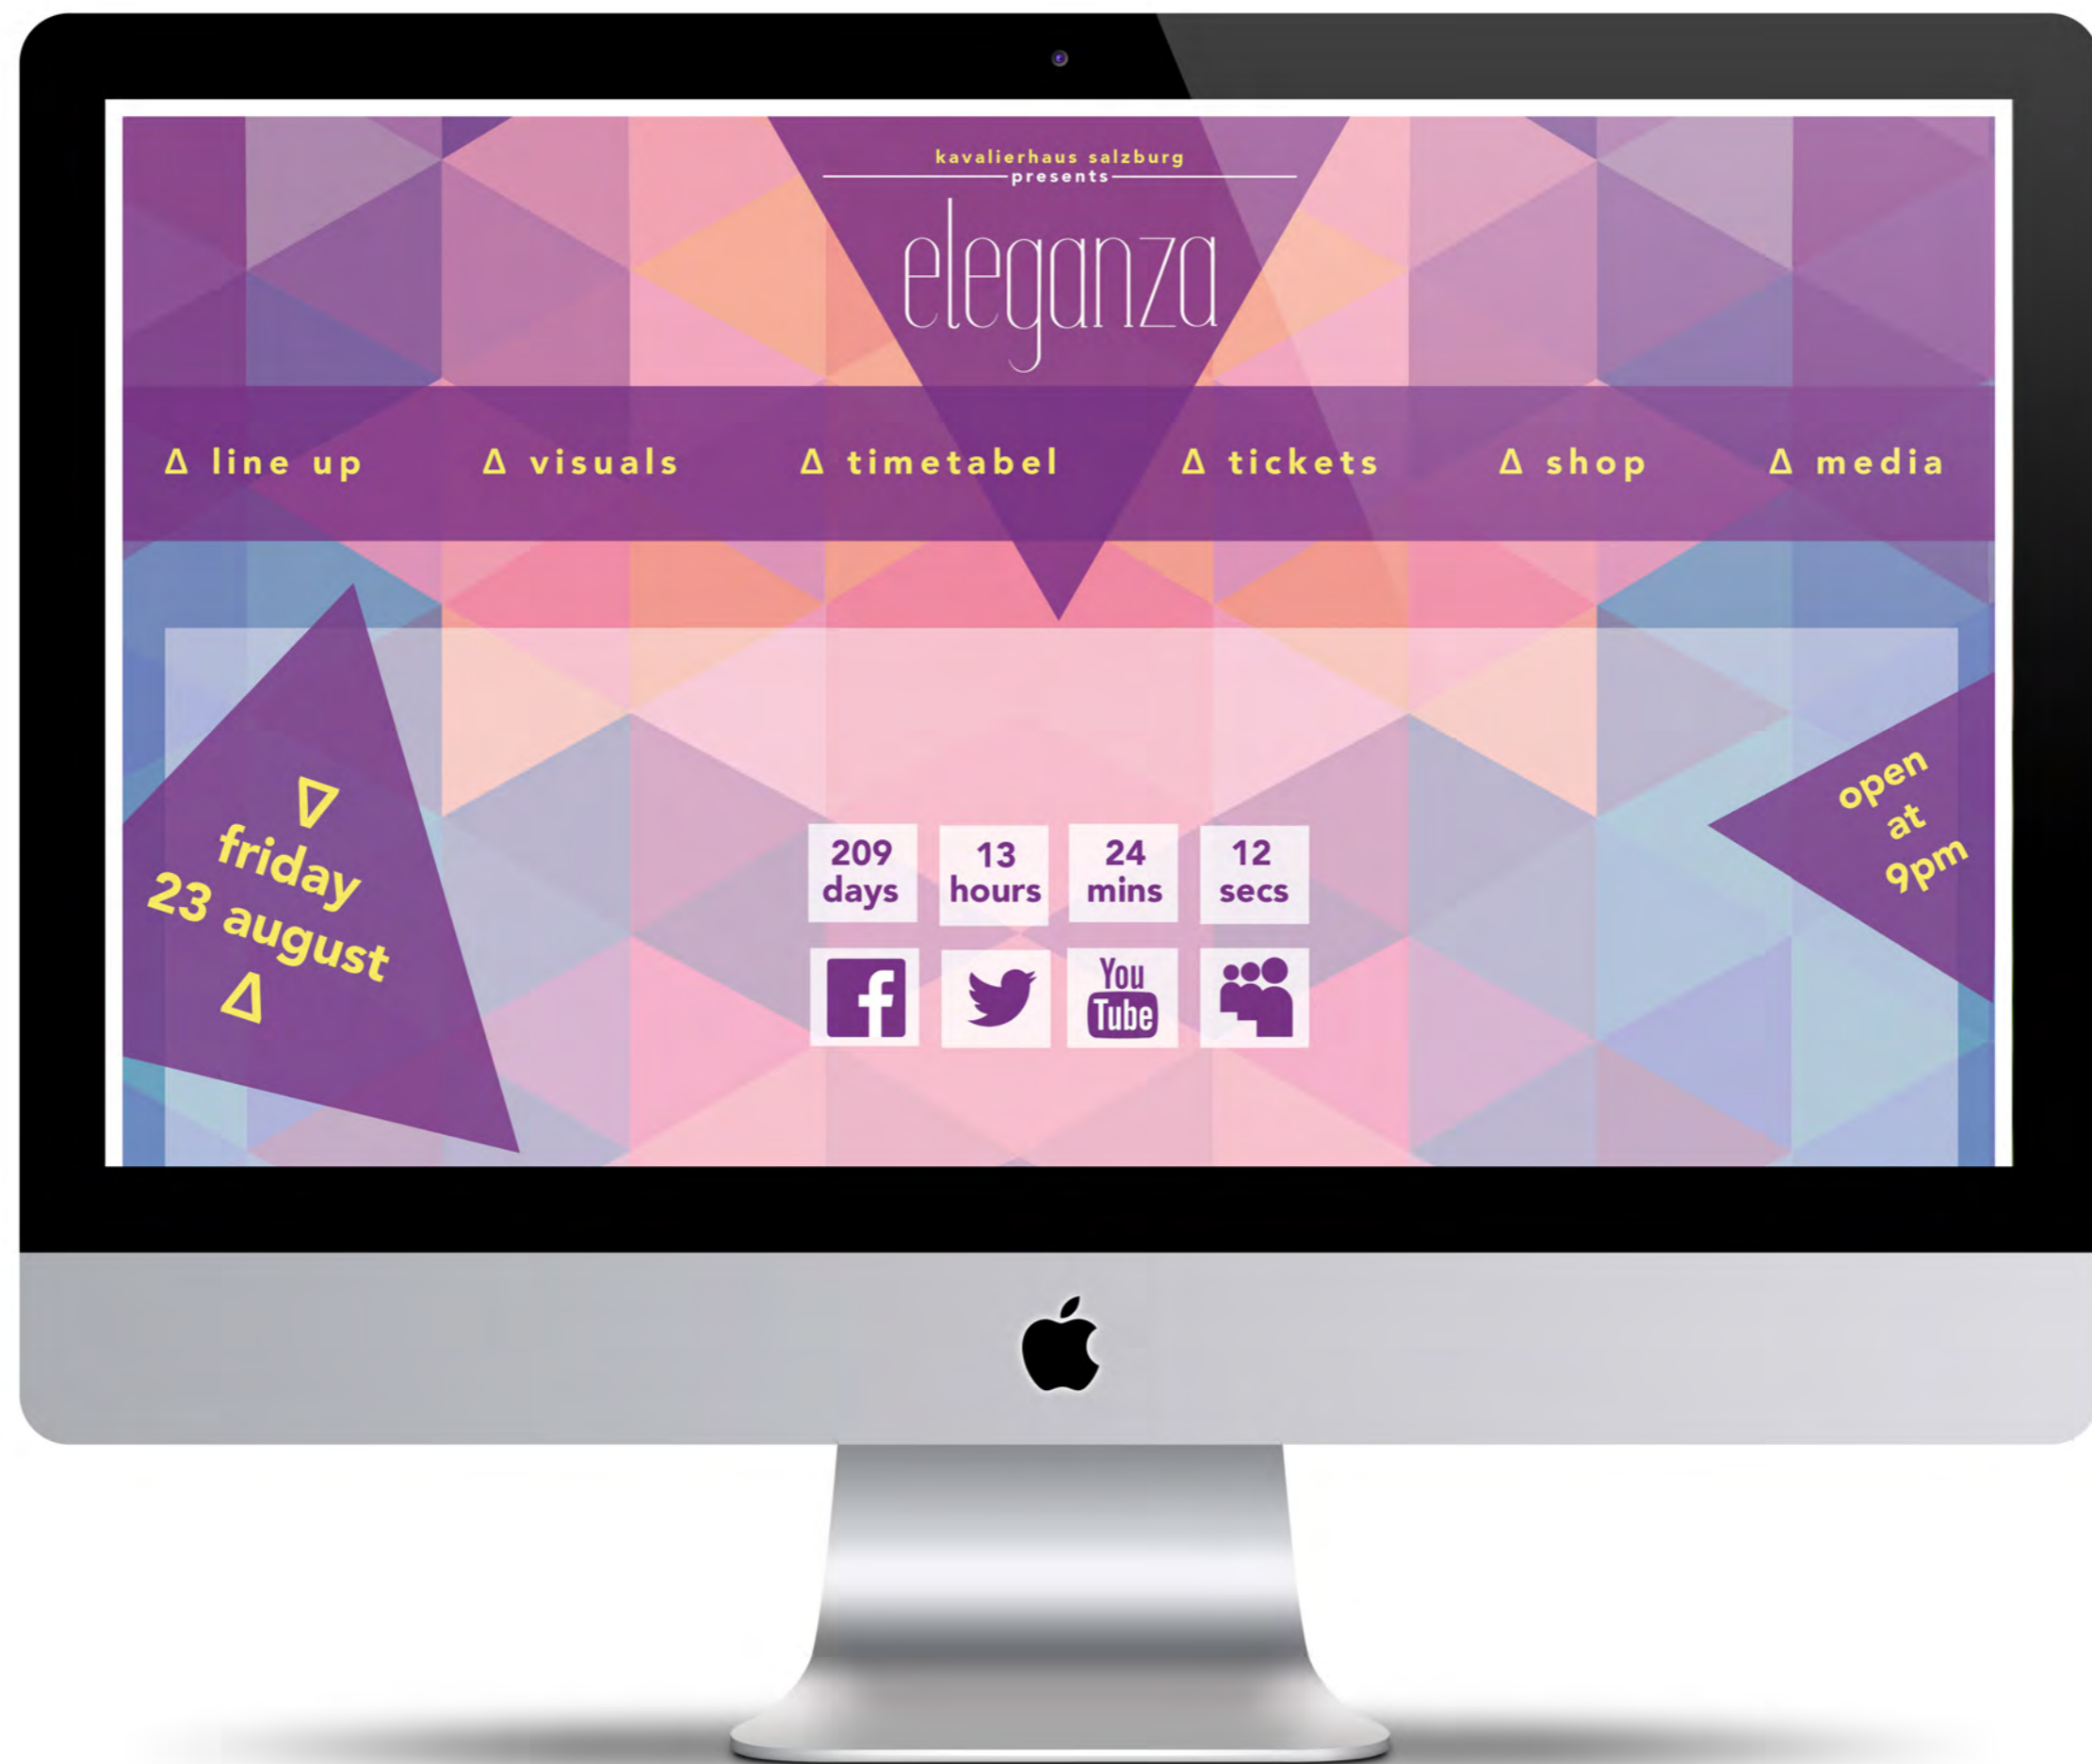 kavalierhaus salzburg
presents
eleganza
Δ line up Δ visuals Δ timetabel Δ tickets Δ shop Δ media
friday
23 august
209 days
13 hours
24 mins
12 secs
You Tube
open
at
9pm